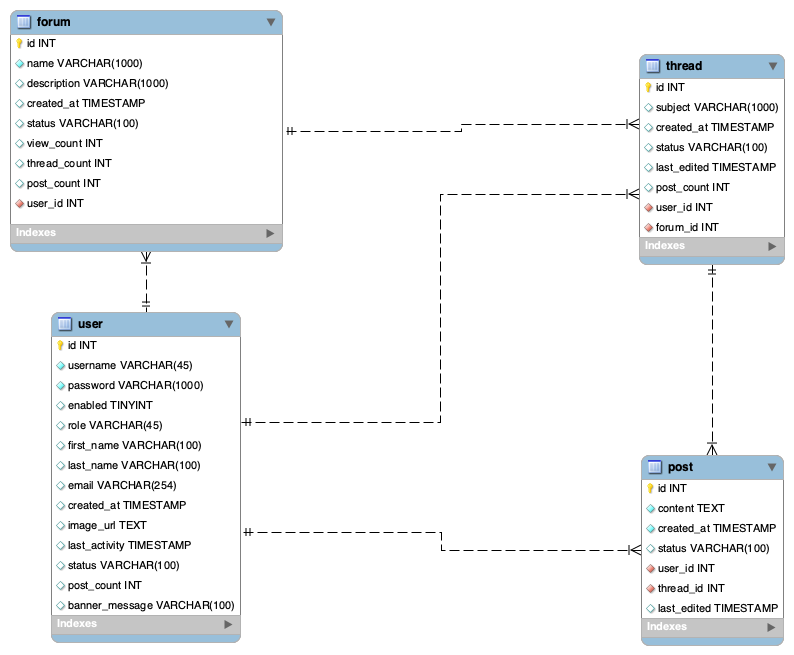 forum
id INT
name VARCHAR(1000)
description VARCHAR(1000)
created_at TIMESTAMP
status VARCHAR(100)
view_count INT
thread_count INT
post_count INT
user_id INT
Indexes
thread
id INT
subject VARCHAR(1000)
created_at TIMESTAMP
status VARCHAR(100)
last_edited TIMESTAMP
post_count INT
user_id INT
forum_id INT
Indexes
user
id INT
username VARCHAR(45)
password VARCHAR(1000)
enabled TINYINT
role VARCHAR(45)
first_name VARCHAR(100)
last_name VARCHAR(100)
email VARCHAR(254)
created_at TIMESTAMP
image_url TEXT
last_activity TIMESTAMP
status VARCHAR(100)
post_count INT
banner_message VARCHAR(100)
Indexes
post
id INT
content TEXT
created_at TIMESTAMP
status VARCHAR(100)
user_id INT
thread_id INT
last_edited TIMESTAMP
Indexes